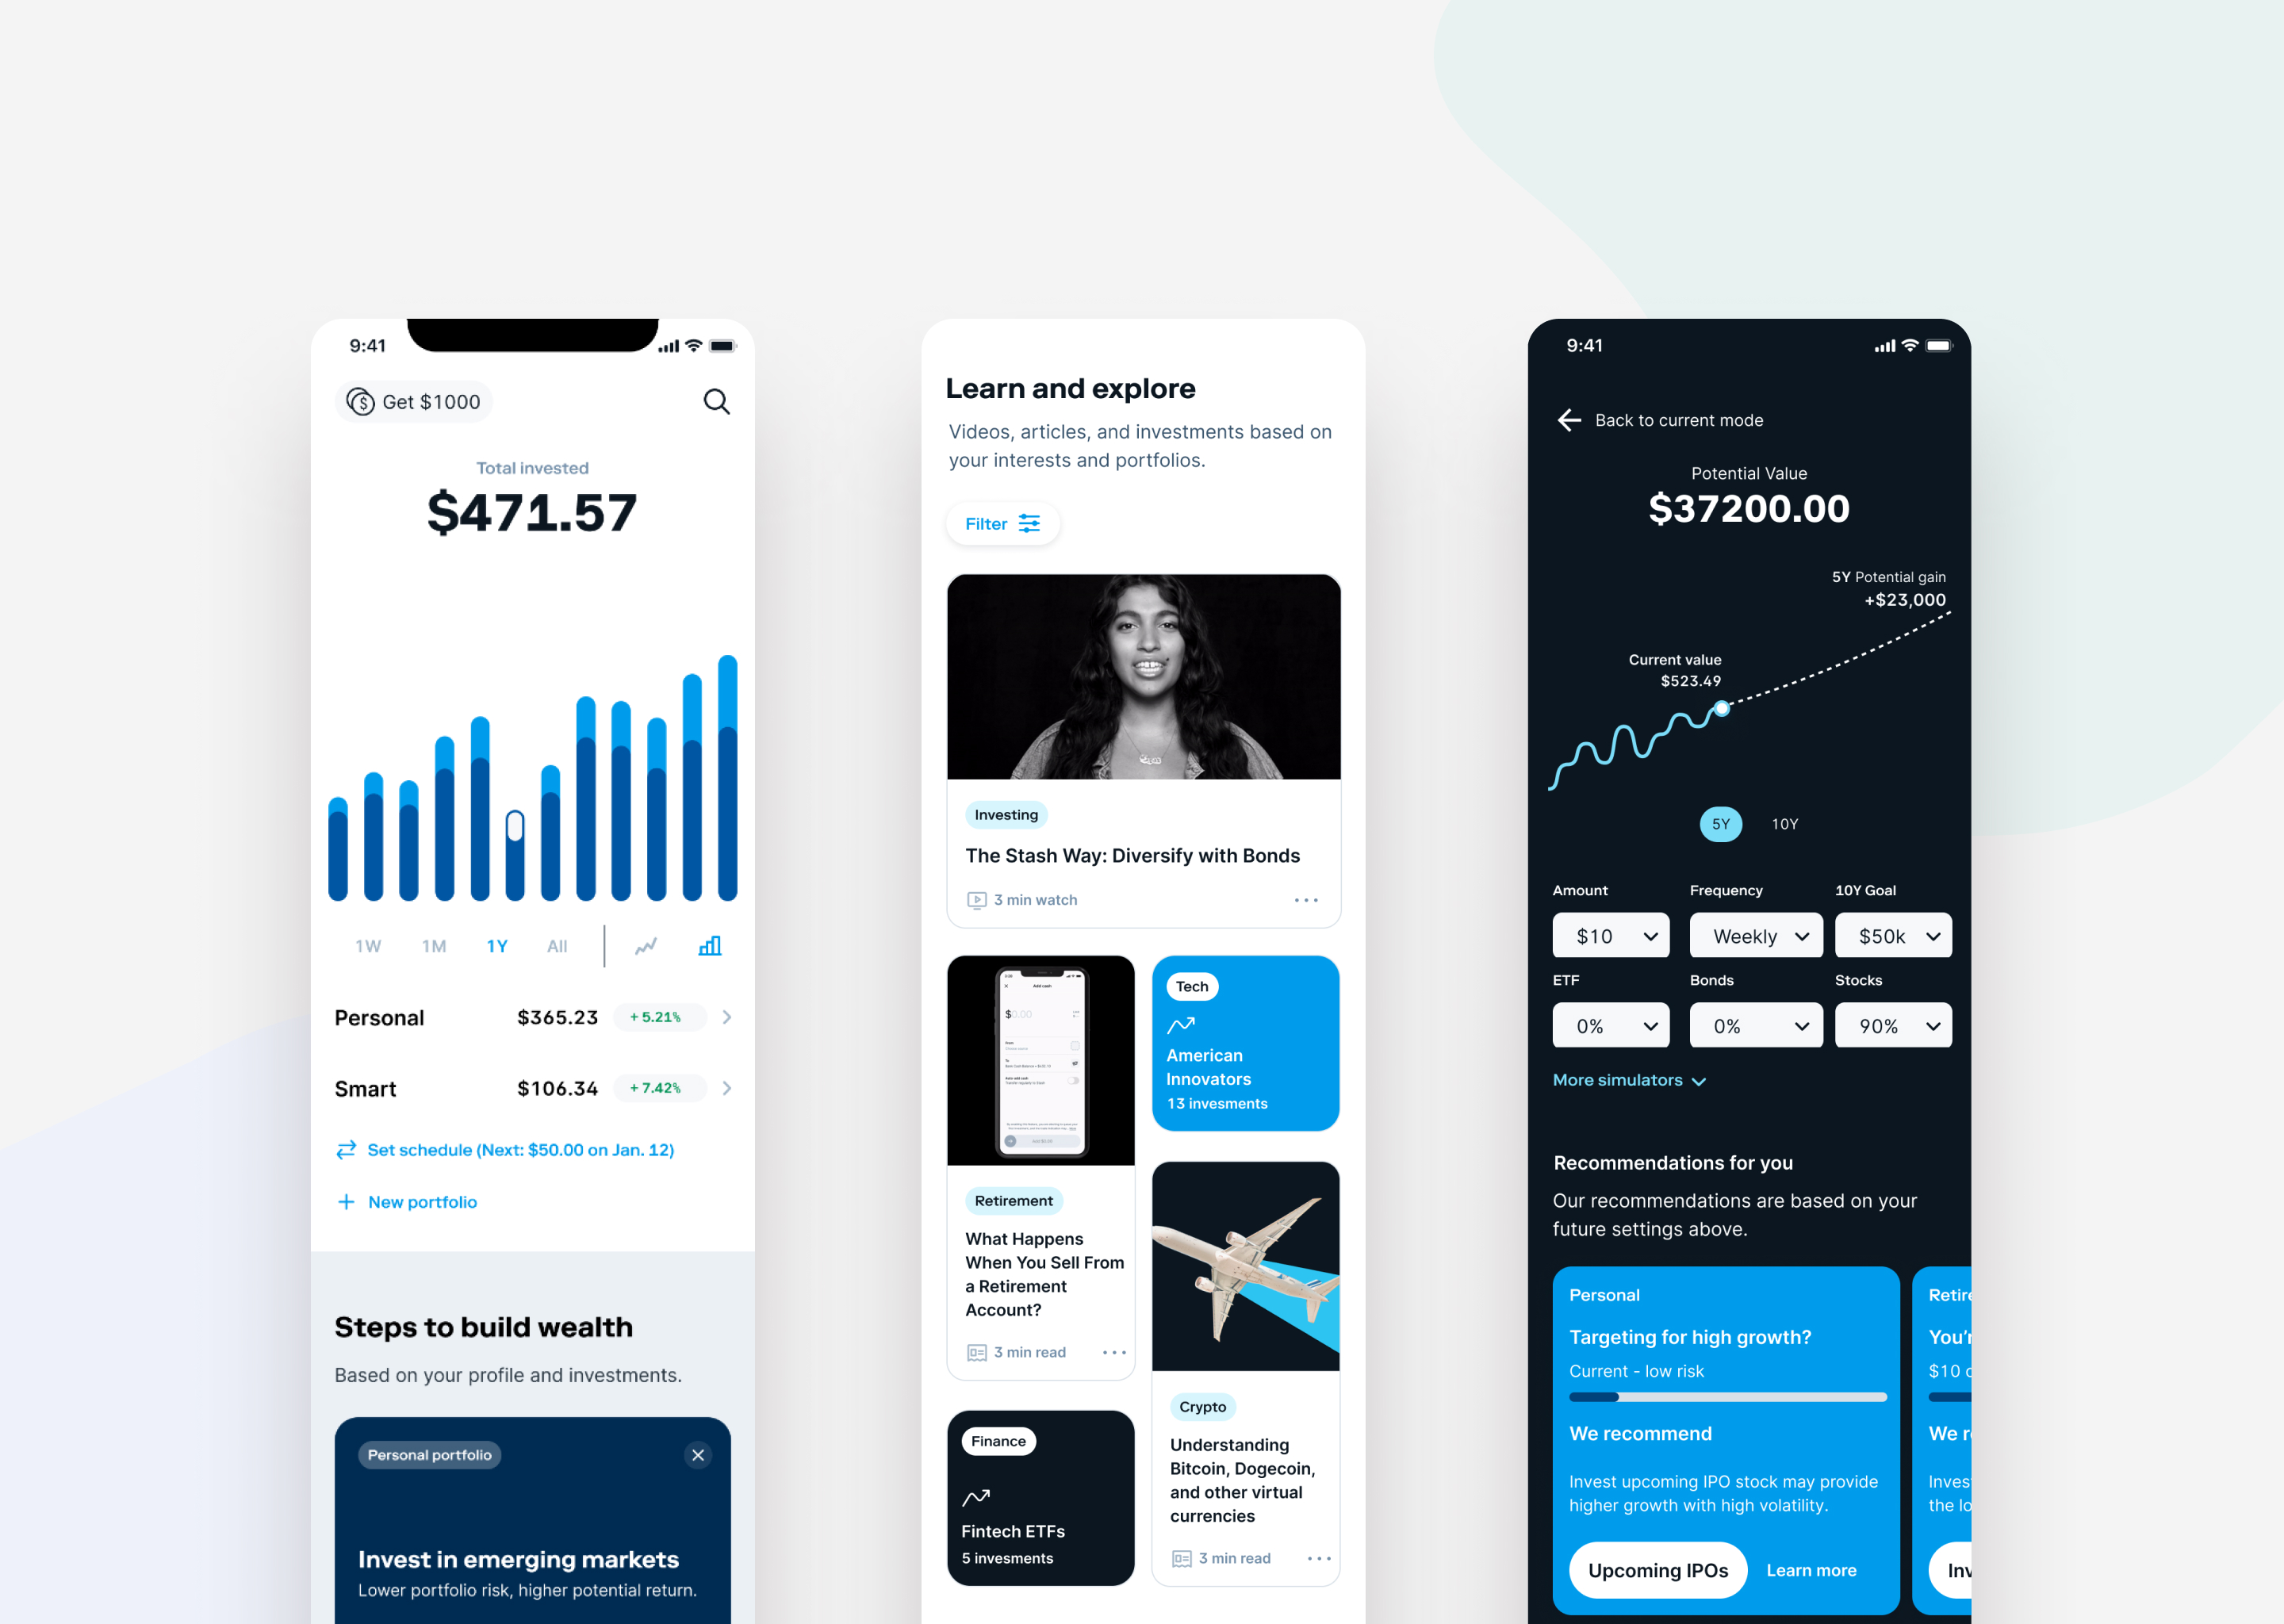 9:41
Get $1000
Total invested
$471.57
1W 1M 1Y All
Personal $365.23 + 5.21%
Smart $106.34 + 7.42%
Set schedule (Next: $50.00 on Jan. 12)
New portfolio
Steps to build wealth
Based on your profile and investments.
Personal portfolio
Invest in emerging markets
Lower portfolio risk, higher potential return.
Learn and explore
Videos, articles, and investments based on
your interests and portfolios.
Filter
Investing
The Stash Way: Diversify with Bonds
3 min watch
Add cash
$0.00
Retirement
What Happens
When You Sell From
a Retirement
Account?
3 min read
Finance
Fintech ETFs
5 invesments
Tech
American
Innovators
13 invesments
Crypto
Understanding
Bitcoin, Dogecoin,
and other virtual
currencies
3 min read
9:41
Back to current mode
Potential Value
$37200.00
5Y Potential gain
+$23,000
Current value
$523.49
5Y 10Y
Amount Frequency 10Y Goal
$10 Weekly $50k
ETF Bonds Stocks
0% 0% 90%
More simulators
Recommendations for you
Our recommendations are based on your
future settings above.
Personal
Targeting for high growth?
Current - low risk
We recommend
Invest upcoming IPO stock may provide
higher growth with high volatility.
Upcoming IPOs Learn more
Retire
You'r
$10 o
We r
Inves
the lo
Inv